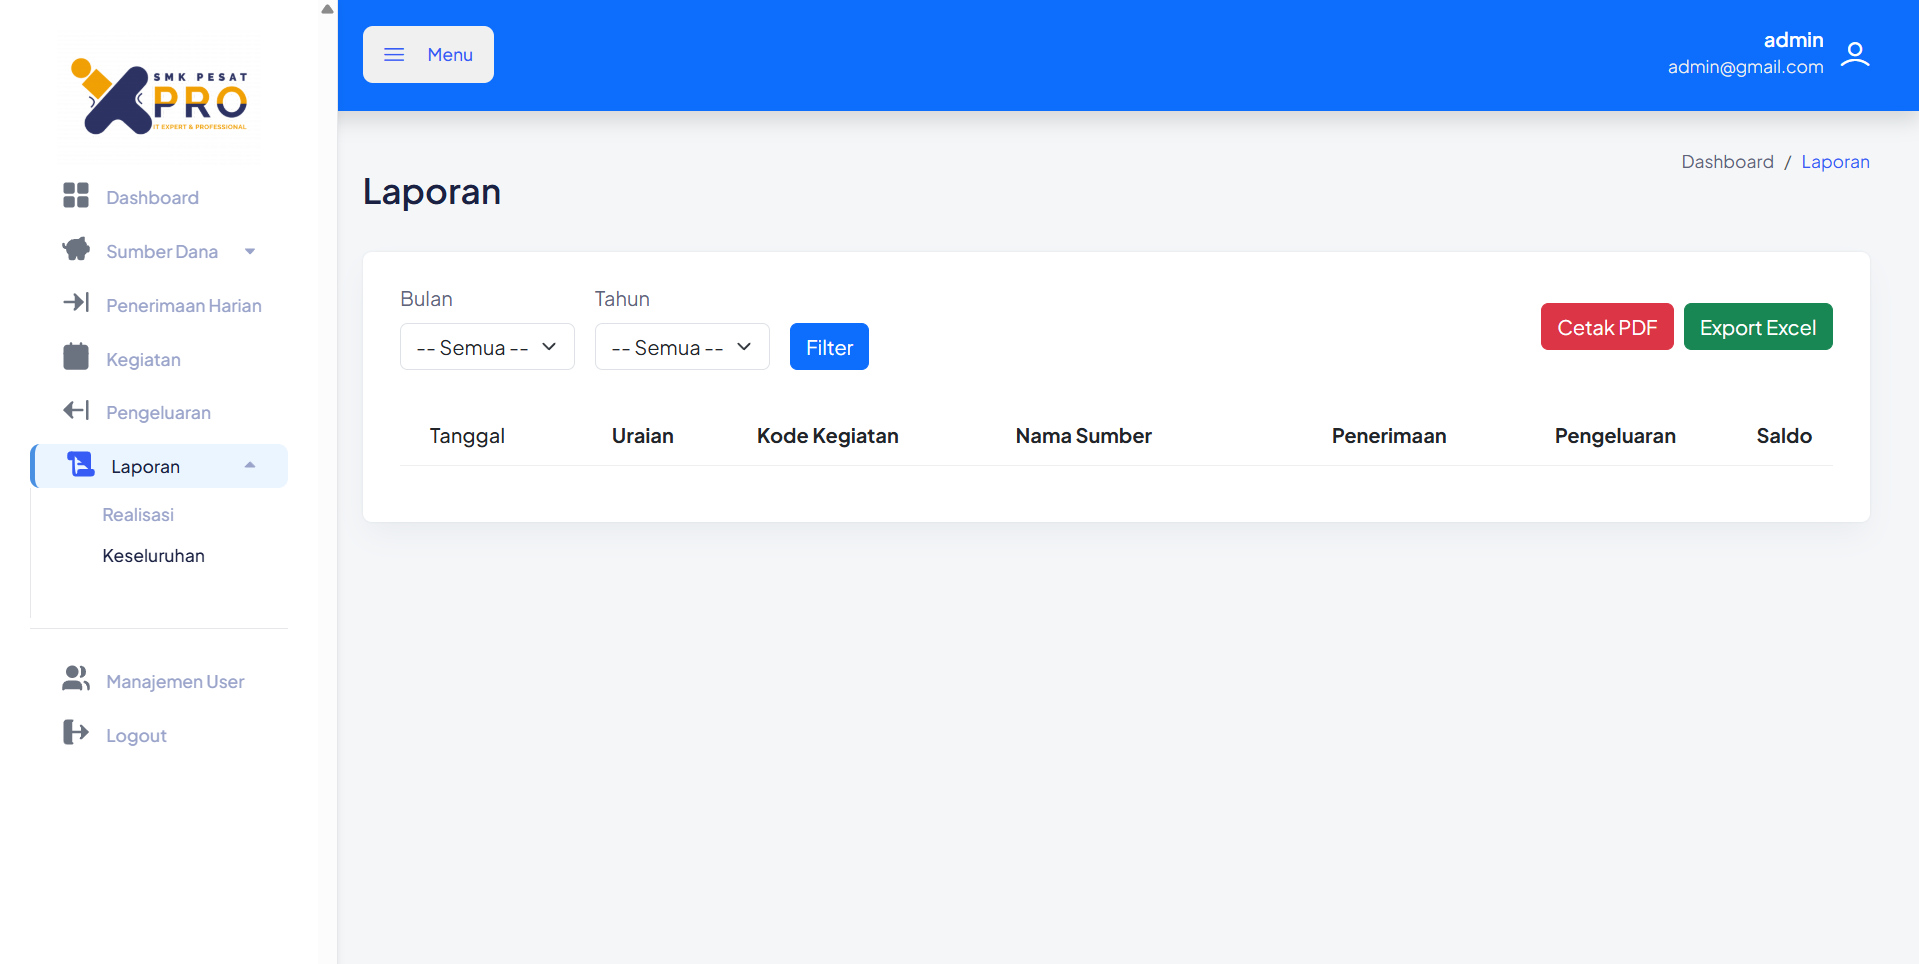 SMK PESAT
PRO
IT EXPERT & PROFESSIONAL
Dashboard
Sumber Dana
Penerimaan Harian
Kegiatan
Pengeluaran
Laporan
Realisasi
Keseluruhan
Manajemen User
Logout
Menu
admin
admin@gmail.com
Dashboard / Laporan
Laporan
Bulan Tahun
-- Semua -- -- Semua -- Filter Cetak PDF Export Excel
Tanggal Uraian Kode Kegiatan Nama Sumber Penerimaan Pengeluaran Saldo